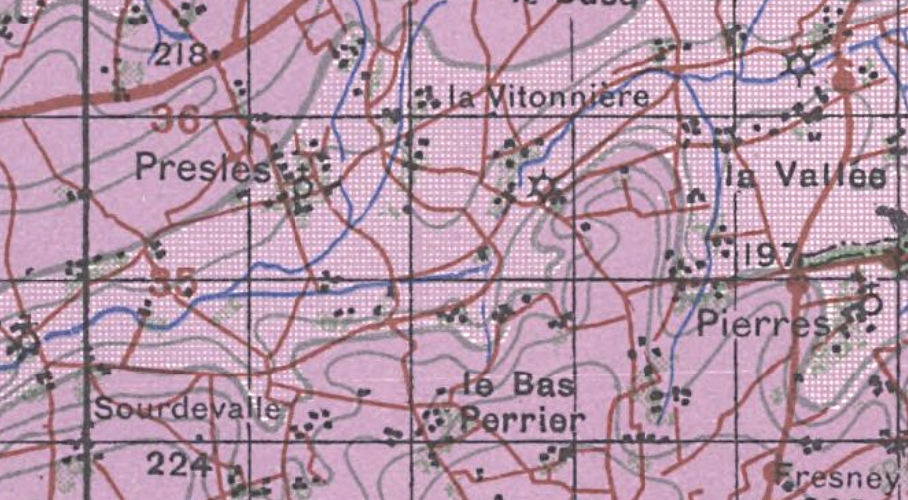 218
la Vitonnière
36
Presles
la Vallée
197
35
Pierres
le Bas
Perrier
Sourdevalle
224
Fresney